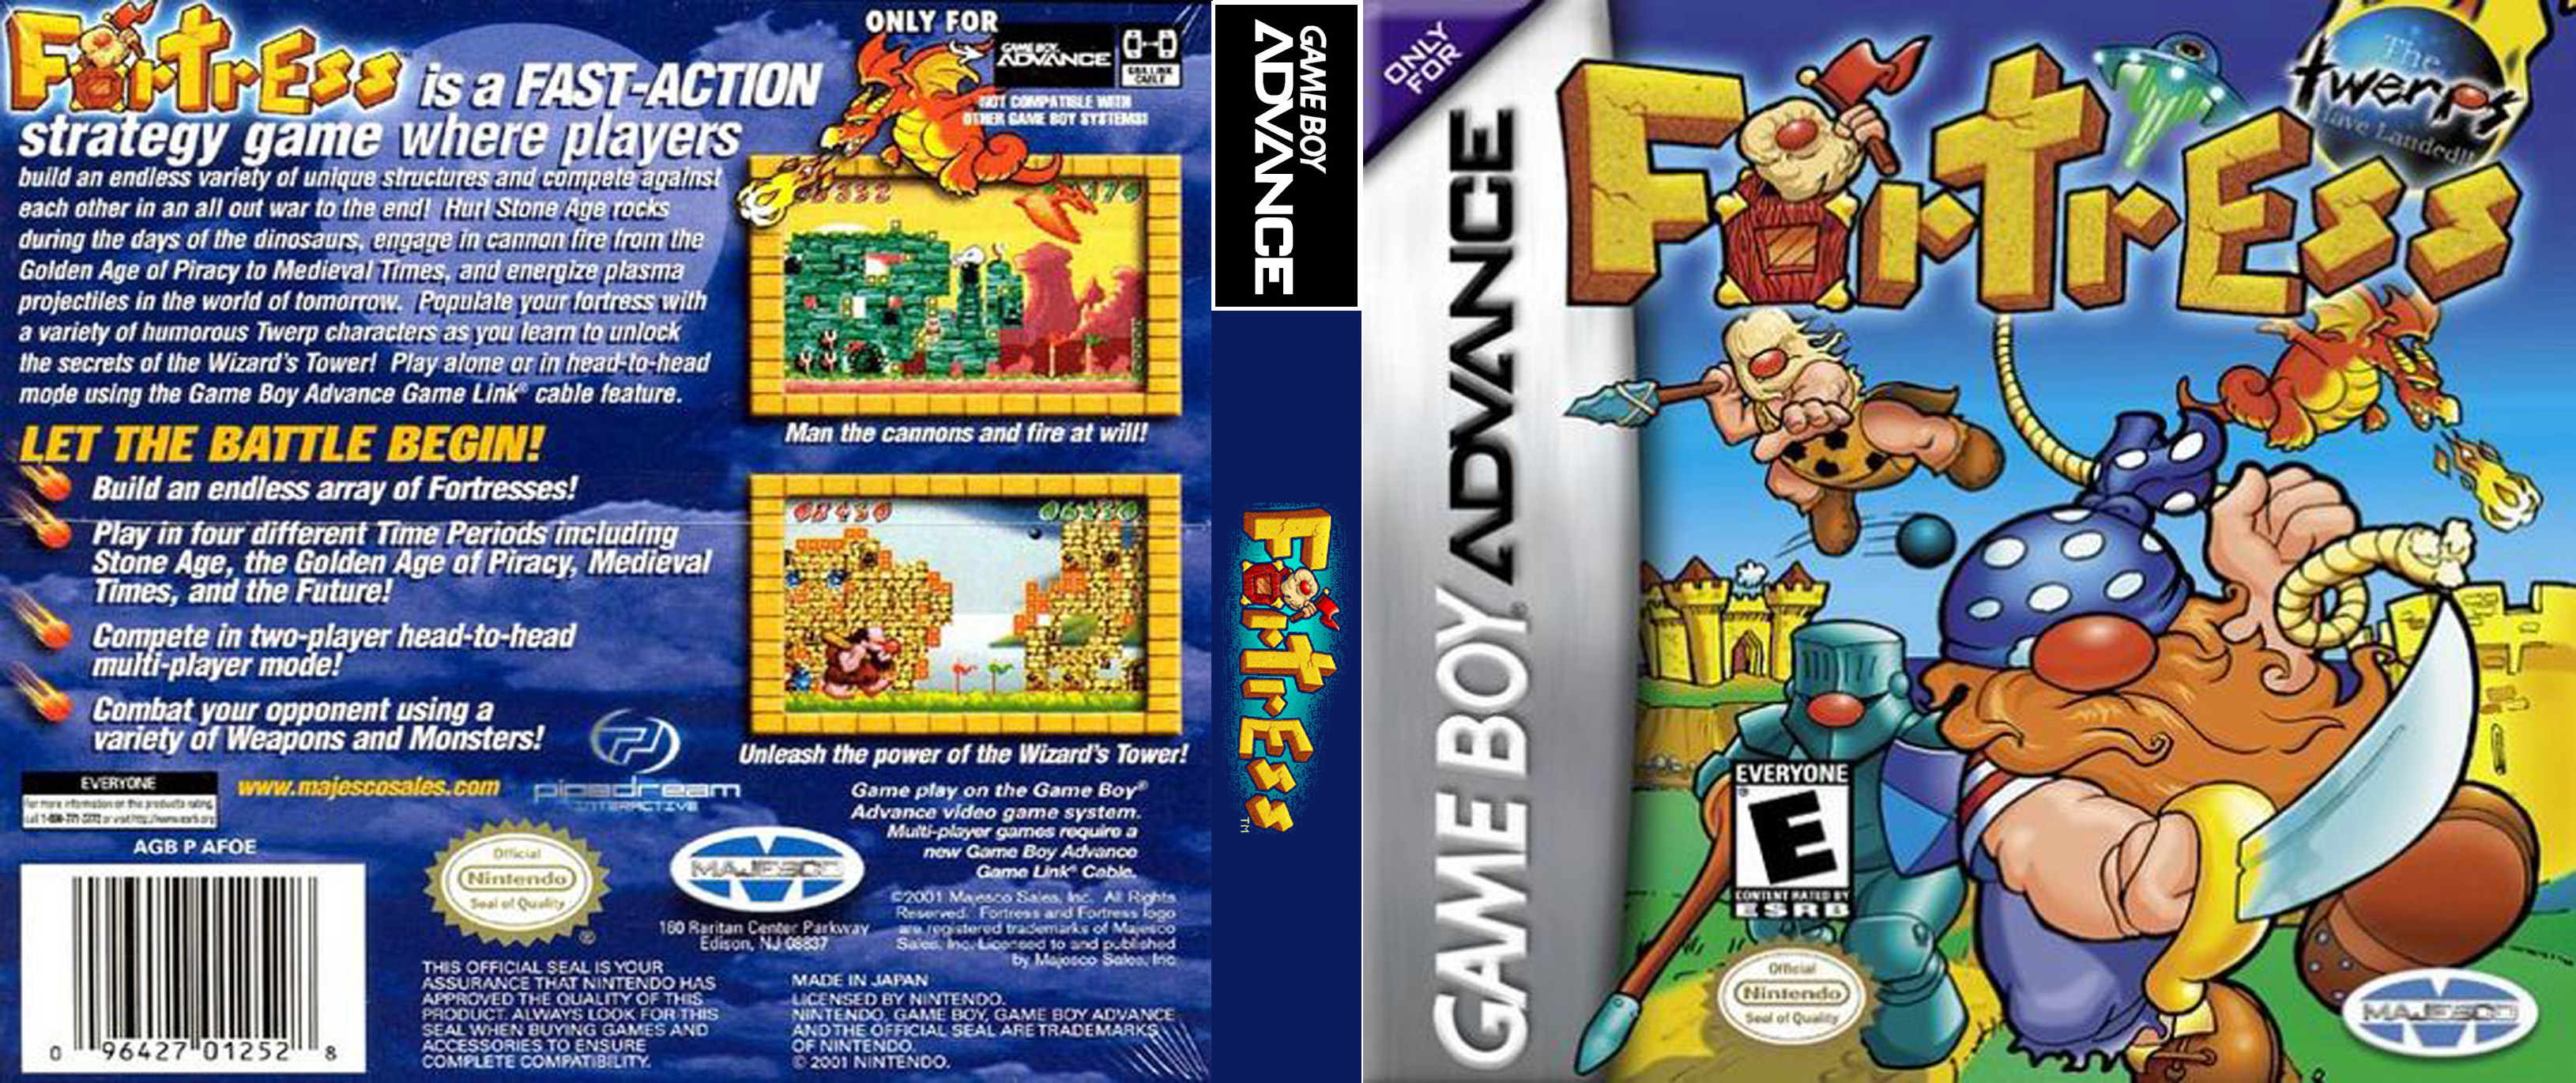 Fortress™ is a FAST-ACTION
strategy game where players
build an endless variety of unique structures and compete against
each other in an all out war to the end! Hurl Stone Age rocks
during the days of the dinosaurs, engage in cannon fire from the
Golden Age of Piracy to Medieval Times, and energize plasma
projectiles in the world of tomorrow. Populate your fortress with
a variety of humorous Twerp characters as you learn to unlock
the secrets of the Wizard's Tower! Play alone or in head-to-head
mode using the Game Boy Advance Game Link® cable feature.
LET THE BATTLE BEGIN!
Build an endless array of Fortresses!
Play in four different Time Periods including
Stone Age, the Golden Age of Piracy, Medieval
Times, and the Future!
Compete in two-player head-to-head
multi-player mode!
Combat your opponent using a
variety of Weapons and Monsters!
EVERYONE
For more information on this product's rating,
www.majescosales.com
pipedream
INTERACTIVE
AGB P AFOE
0 96427 01252 8
ONLY FOR
GAME BOY
ADVANCE
GBA LINK
CABLE
NOT COMPATIBLE WITH
OTHER GAME BOY SYSTEMS!
Man the cannons and fire at will!
03430
06430
Unleash the power of the Wizard's Tower!
Game play on the Game Boy®
Advance video game system.
Multi-player games require a
new Game Boy Advance
Game Link® Cable.
Official
Nintendo
Seal of Quality
®
MAJESCO
160 Raritan Center Parkway
Edison, NJ 08837
©2001 Majesco Sales, Inc. All Rights
Reserved. Fortress and Fortress logo
are registered trademarks of Majesco
Sales, Inc. Licensed to and published
by Majesco Sales, Inc.
THIS OFFICIAL SEAL IS YOUR
ASSURANCE THAT NINTENDO HAS
APPROVED THE QUALITY OF THIS
PRODUCT. ALWAYS LOOK FOR THIS
SEAL WHEN BUYING GAMES AND
ACCESSORIES TO ENSURE
COMPLETE COMPATIBILITY.
MADE IN JAPAN
LICENSED BY NINTENDO.
NINTENDO, GAME BOY, GAME BOY ADVANCE
AND THE OFFICIAL SEAL ARE TRADEMARKS
OF NINTENDO.
© 2001 NINTENDO.
GAME BOY
ADVANCE
Fortress™
ONLY
FOR
GAME BOY® ADVANCE
Fortress
The
twerps
Have Landed!!
EVERYONE
E
CONTENT RATED BY
ESRB
Official
Nintendo
Seal of Quality
MAJESCO